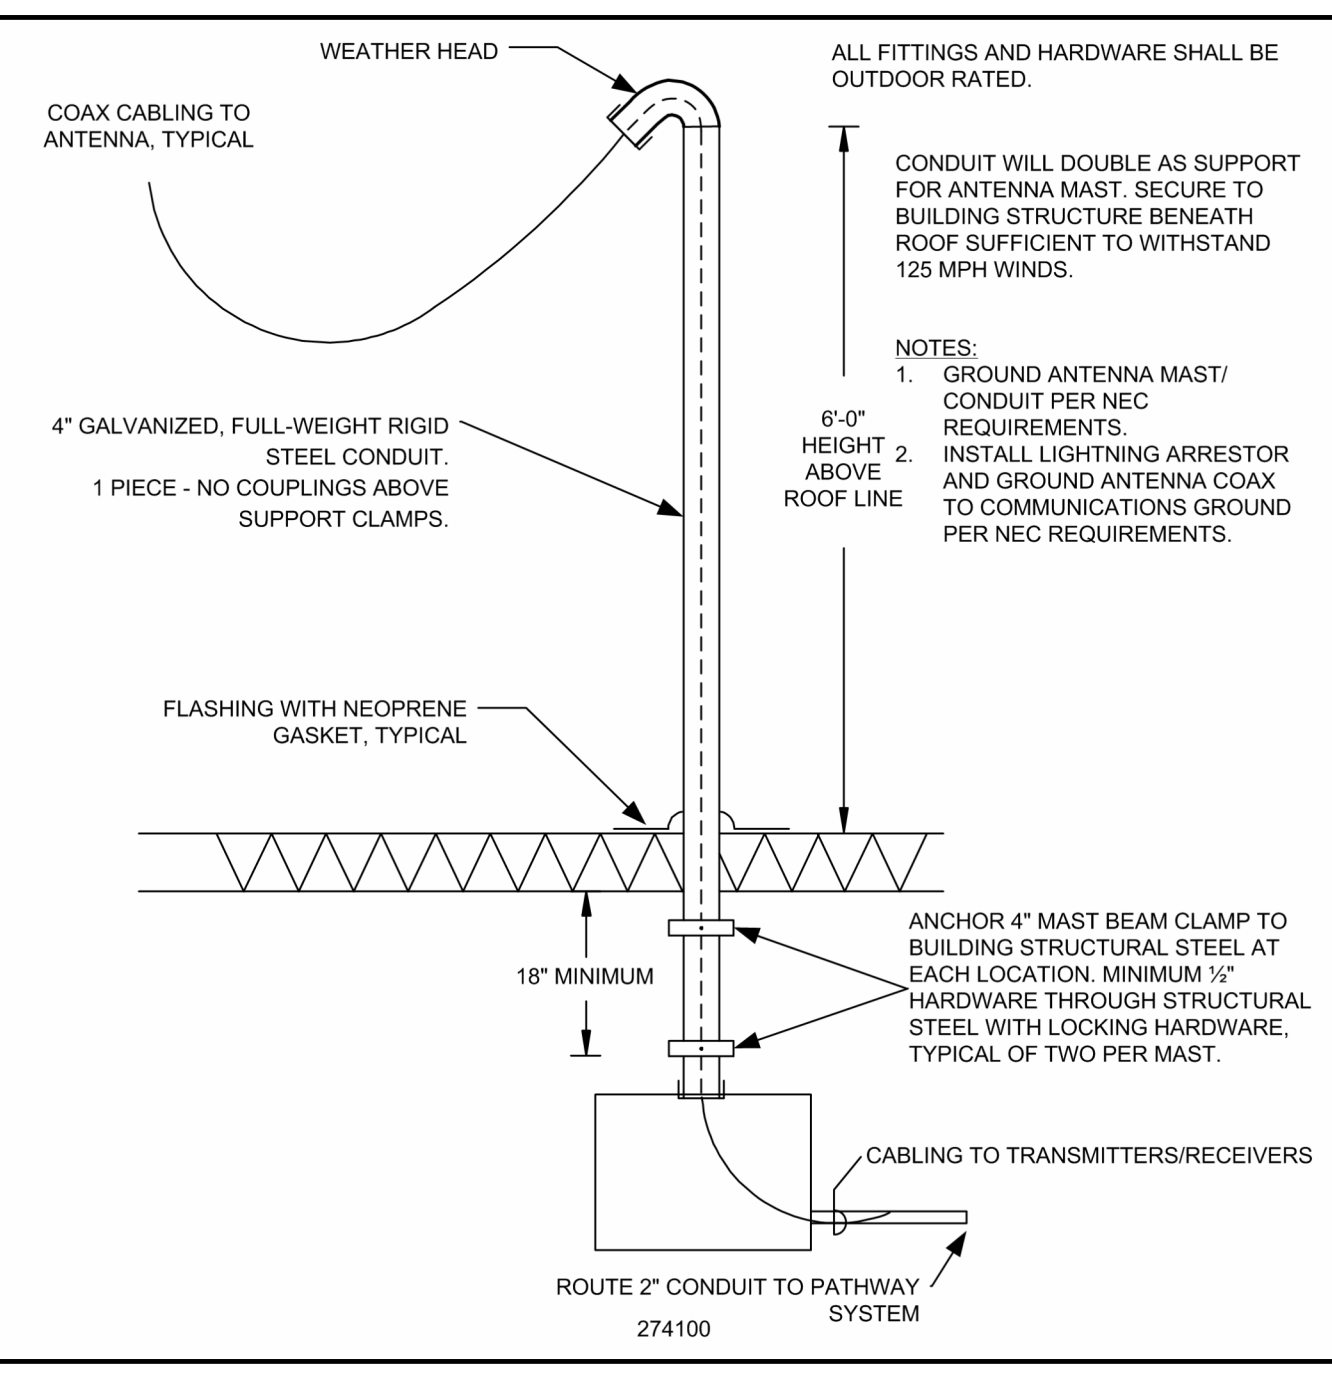 WEATHER HEAD
ALL FITTINGS AND HARDWARE SHALL BE
OUTDOOR RATED.
COAX CABLING TO
ANTENNA, TYPICAL
CONDUIT WILL DOUBLE AS SUPPORT
FOR ANTENNA MAST. SECURE TO
BUILDING STRUCTURE BENEATH
ROOF SUFFICIENT TO WITHSTAND
125 MPH WINDS.
NOTES:
1. GROUND ANTENNA MAST/
CONDUIT PER NEC
REQUIREMENTS.
2. INSTALL LIGHTNING ARRESTOR
AND GROUND ANTENNA COAX
TO COMMUNICATIONS GROUND
PER NEC REQUIREMENTS.
6'-0"
HEIGHT
ABOVE
ROOF LINE
4" GALVANIZED, FULL-WEIGHT RIGID
STEEL CONDUIT.
1 PIECE - NO COUPLINGS ABOVE
SUPPORT CLAMPS.
FLASHING WITH NEOPRENE
GASKET, TYPICAL
18" MINIMUM
ANCHOR 4" MAST BEAM CLAMP TO
BUILDING STRUCTURAL STEEL AT
EACH LOCATION. MINIMUM ½"
HARDWARE THROUGH STRUCTURAL
STEEL WITH LOCKING HARDWARE,
TYPICAL OF TWO PER MAST.
CABLING TO TRANSMITTERS/RECEIVERS
ROUTE 2" CONDUIT TO PATHWAY
SYSTEM
274100